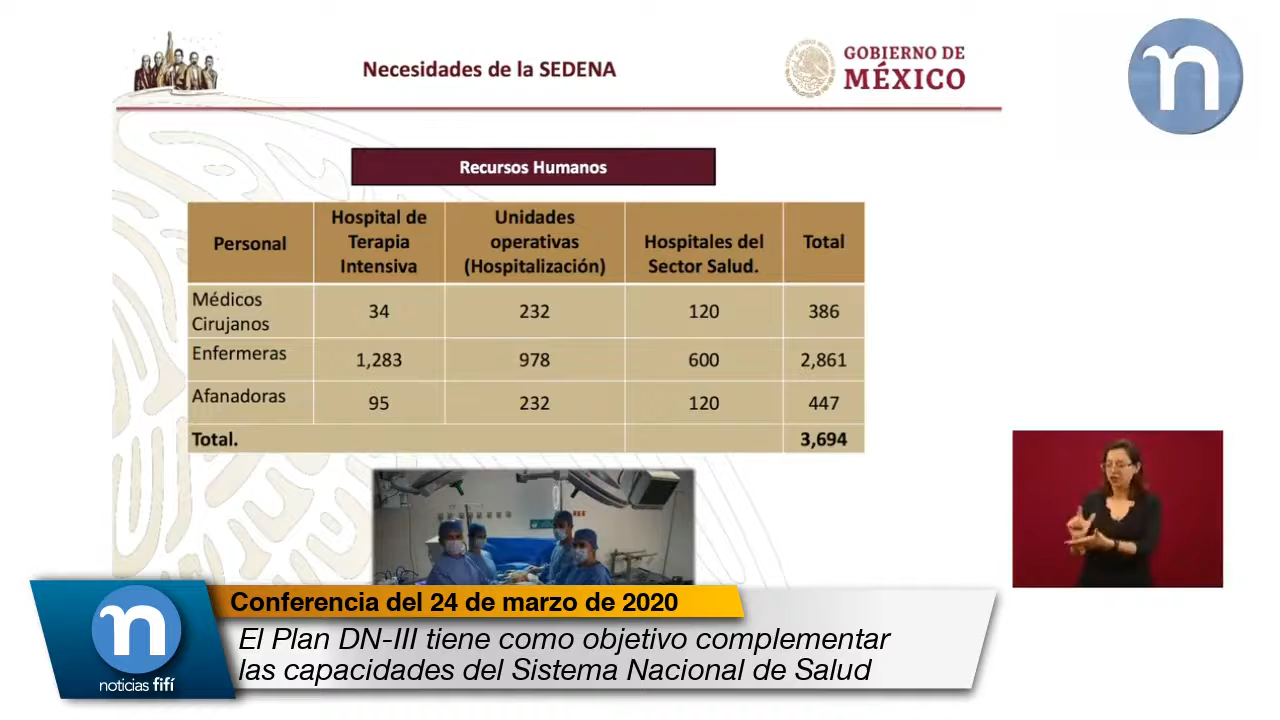 Necesidades de la SEDENA
GOBIERNO DE
MÉXICO
n
Recursos Humanos
Personal
Hospital de
Terapia
Intensiva
Unidades
operativas
(Hospitalización)
Hospitales del
Sector Salud.
Total
Médicos
Cirujanos
34
232
120
386
Enfermeras
1,283
978
600
2,861
Afanadoras
95
232
120
447
Total.
3,694
Conferencia del 24 de marzo de 2020
El Plan DN-III tiene como objetivo complementar
las capacidades del Sistema Nacional de Salud
n
noticias fifí